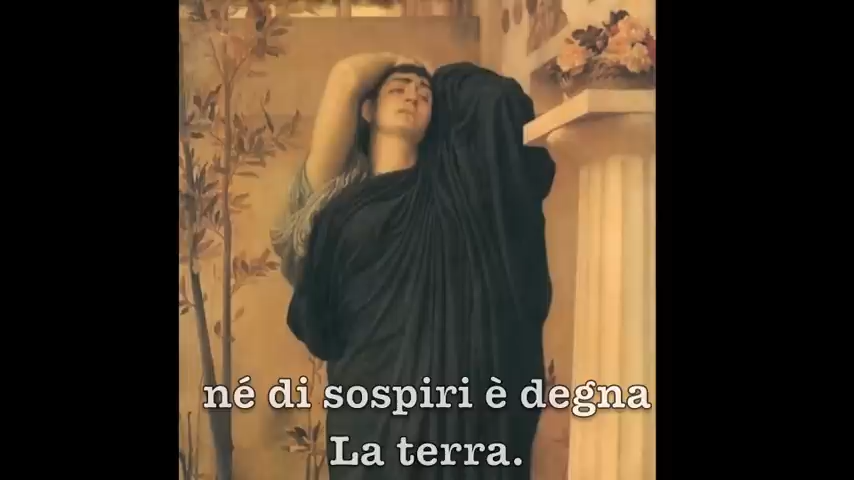 né di sospiri è degna
La terra.